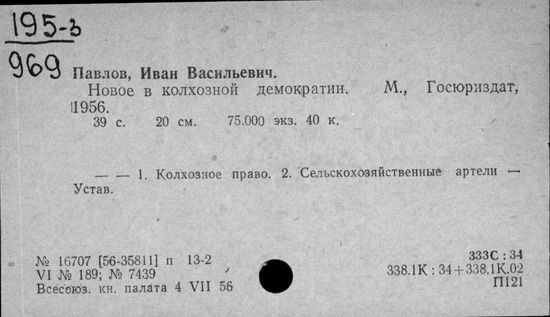 195-ъ
969
Павлов, Иван Васильевич.
Новое в колхозной демократии. М., Госюриздат,
1956.
39 с. 20 см. 75.000 экз. 40 к.
— — 1. Колхозное право. 2. Сельскохозяйственные артели —
Устав.
№ 16707 [56-35811] п 13-2
VI № 189; № 7439
Всесоюз. кн. палата 4 VII 56
333С : 34
338.1К : 34 + 338.1К.02
П121